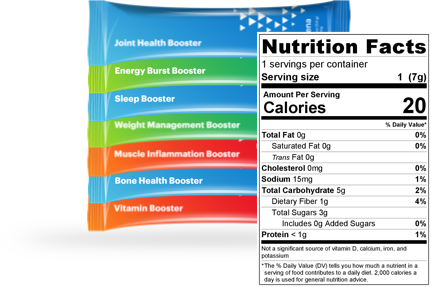 Joint Health Booster
Energy Burst Booster
Sleep Booster
Weight Management Booster
Muscle Inflammation Booster
Bone Health Booster
Vitamin Booster
Nutrition Facts
1 servings per container
Serving size 1 (7g)
Amount Per Serving
Calories 20
% Daily Value*
Total Fat 0g 0%
Saturated Fat 0g 0%
Trans Fat 0g
Cholesterol 0mg 0%
Sodium 15mg 1%
Total Carbohydrate 5g 2%
Dietary Fiber 1g 4%
Total Sugars 3g
Includes 0g Added Sugars 0%
Protein < 1g 1%
Not a significant source of vitamin D, calcium, iron, and
potassium
*The % Daily Value (DV) tells you how much a nutrient in a
serving of food contributes to a daily diet. 2,000 calories a
day is used for general nutrition advice.